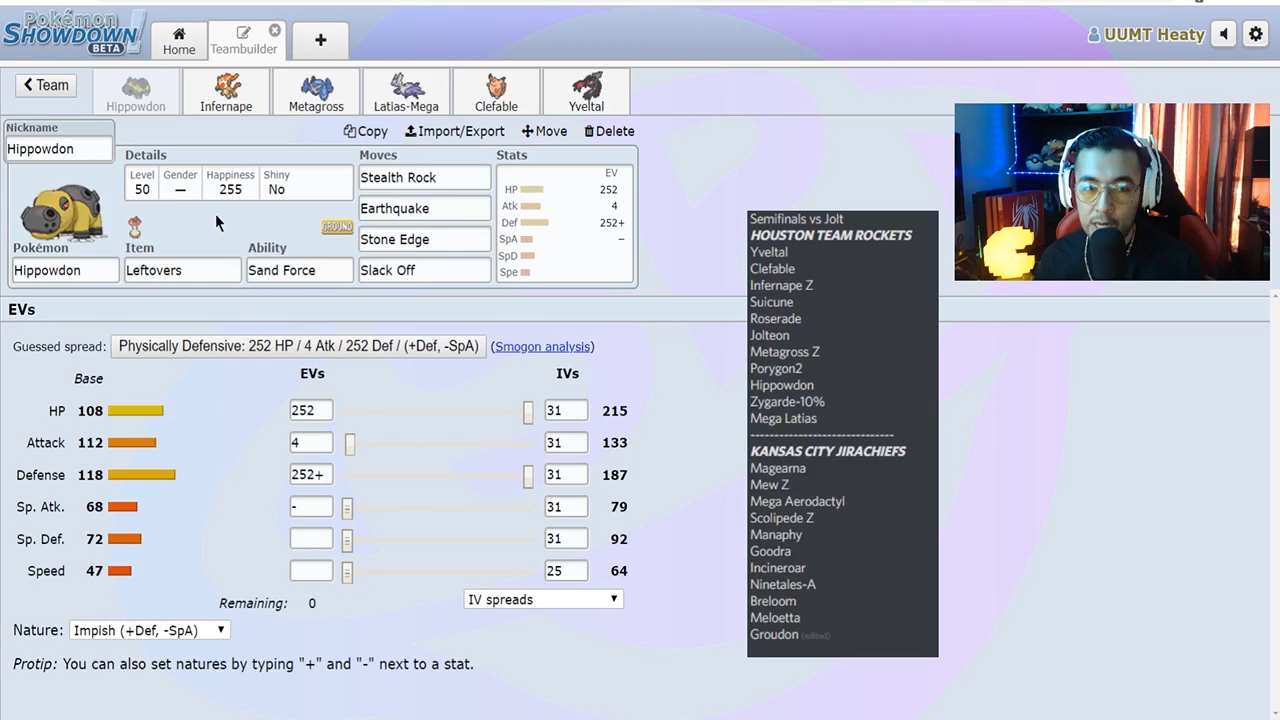 Pokémon
SHOWDOWN!
BETA
Home
Teambuilder
+
UUMT Heaty
Team
Hippowdon
Infernape
Metagross
Latias-Mega
Clefable
Yveltal
Nickname
Hippowdon
Copy
Import/Export
Move
Delete
Details
Level
Gender
Happiness
Shiny
50
—
255
No
GROUND
Pokémon
Hippowdon
Item
Leftovers
Ability
Sand Force
Moves
Stealth Rock
Earthquake
Stone Edge
Slack Off
Stats
EV
HP 252
Atk 4
Def 252+
SpA –
SpD
Spe
EVs
Guessed spread: Physically Defensive: 252 HP / 4 Atk / 252 Def / (+Def, -SpA) (Smogon analysis)
Base EVs IVs
HP 108 252 31 215
Attack 112 4 31 133
Defense 118 252+ 31 187
Sp. Atk. 68 - 31 79
Sp. Def. 72 31 92
Speed 47 25 64
Remaining: 0
IV spreads
Nature: Impish (+Def, -SpA)
Protip: You can also set natures by typing "+" and "-" next to a stat.
Semifinals vs Jolt
HOUSTON TEAM ROCKETS
Yveltal
Clefable
Infernape Z
Suicune
Roserade
Jolteon
Metagross Z
Porygon2
Hippowdon
Zygarde-10%
Mega Latias
------------------------------
KANSAS CITY JIRACHIEFS
Magearna
Mew Z
Mega Aerodactyl
Scolipede Z
Manaphy
Goodra
Incineroar
Ninetales-A
Breloom
Meloetta
Groudon (edited)